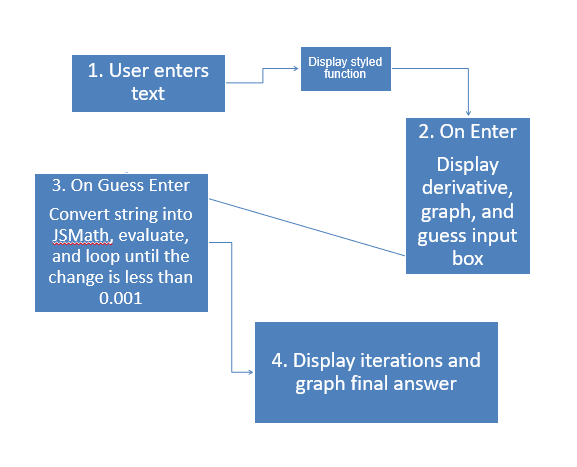 1. User enters
text
Display styled
function
2. On Enter
Display
derivative,
graph, and
guess input
box
3. On Guess Enter
Convert string into
JSMath, evaluate,
and loop until the
change is less than
0.001
4. Display iterations and
graph final answer